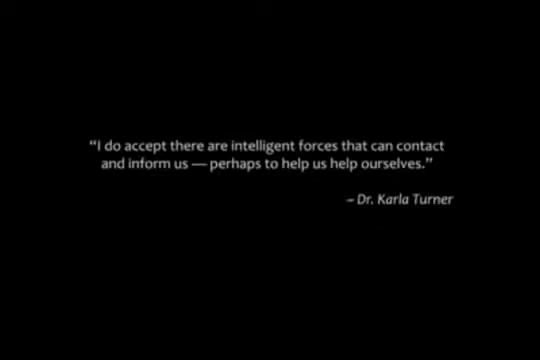 “I do accept there are intelligent forces that can contact
and inform us — perhaps to help us help ourselves.”
– Dr. Karla Turner